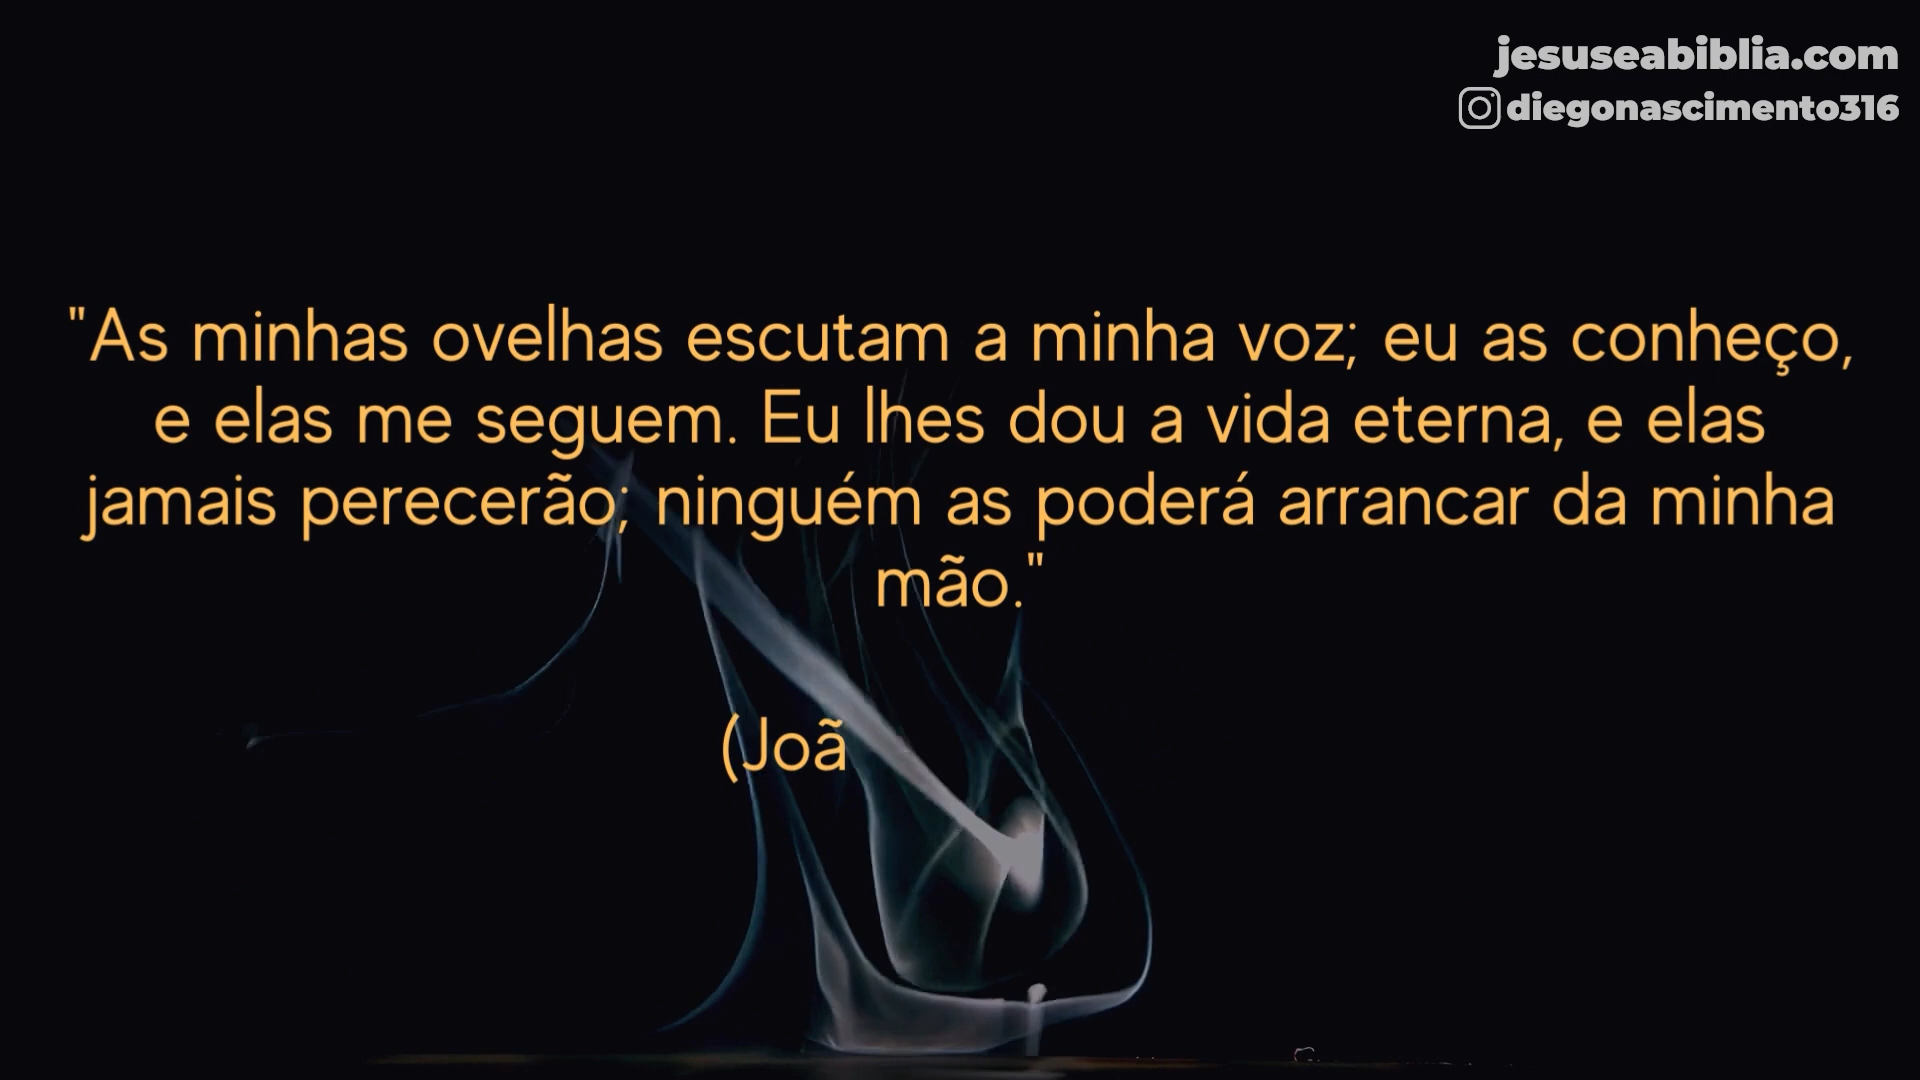 jesuseabiblia.com
diegonascimento316
"As minhas ovelhas escutam a minha voz; eu as conheço,
e elas me seguem. Eu lhes dou a vida eterna, e elas
jamais perecerão; ninguém as poderá arrancar da minha
mão."
(Joã